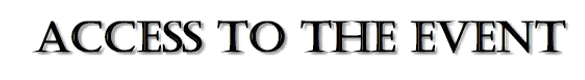 ACCESS TO THE EVENT